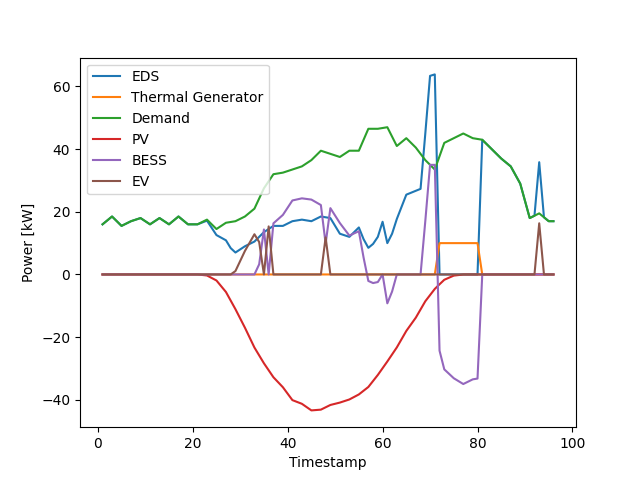 EDS
Thermal Generator
Demand
PV
BESS
EV
60
40
20
0
−20
−40
Power [kW]
0 20 40 60 80 100
Timestamp